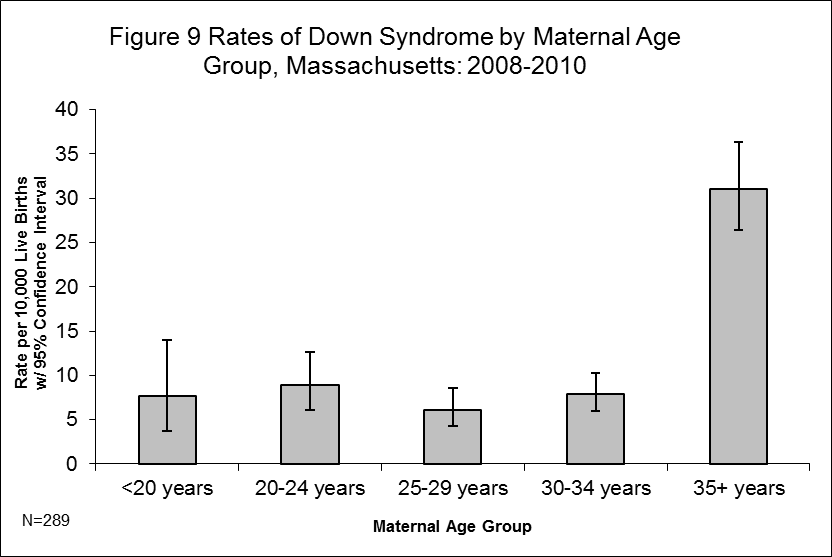 Figure 9 Rates of Down Syndrome by Maternal Age
Group, Massachusetts: 2008-2010
Rate per 10,000 Live Births
w/ 95% Confidence Interval
40
35
30
25
20
15
10
5
0
<20 years 20-24 years 25-29 years 30-34 years 35+ years
N=289
Maternal Age Group